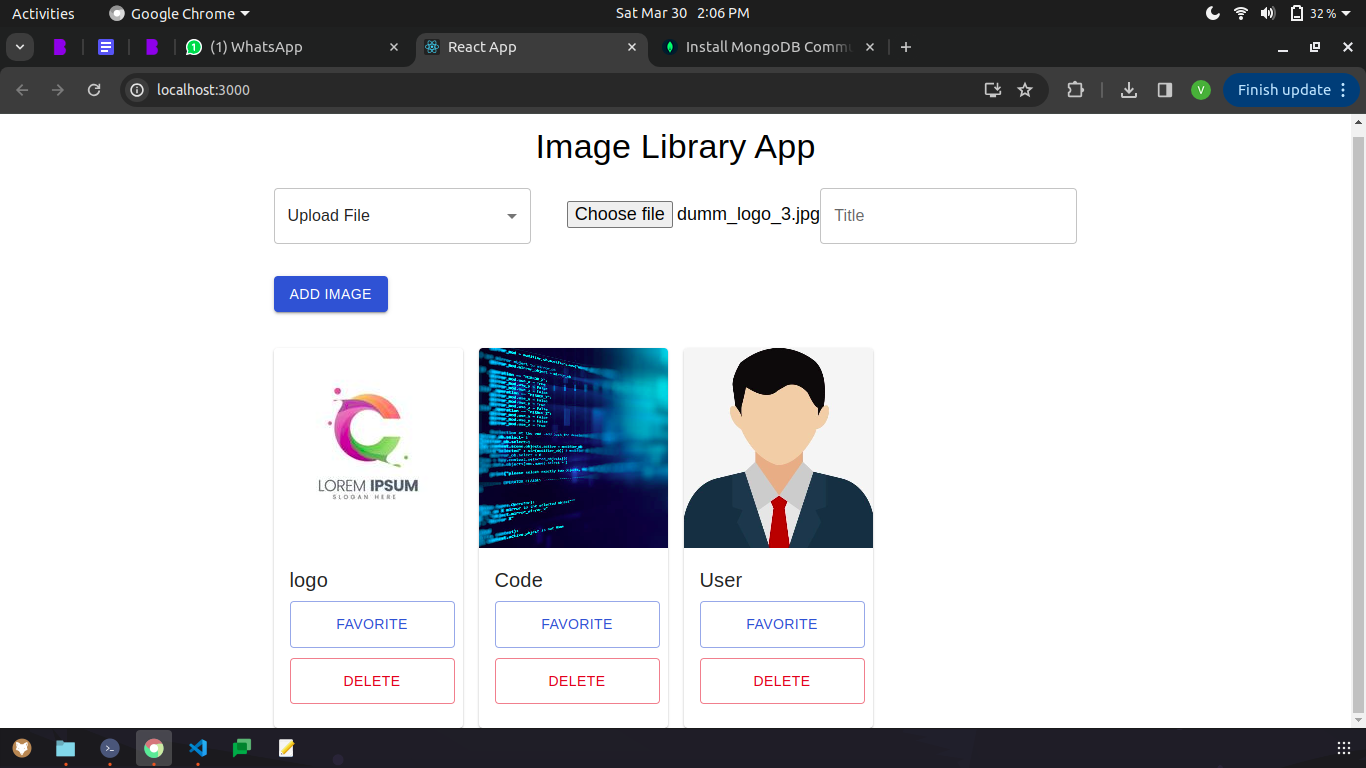 Activities Google Chrome Sat Mar 30 2:06 PM 32 %
1 (1) WhatsApp React App Install MongoDB Commu
localhost:3000 V Finish update
Image Library App
Upload File Choose file dumm_logo_3.jpg Title
ADD IMAGE
LOREM IPSUM
SLOGAN HERE
logo Code User
FAVORITE FAVORITE FAVORITE
DELETE DELETE DELETE